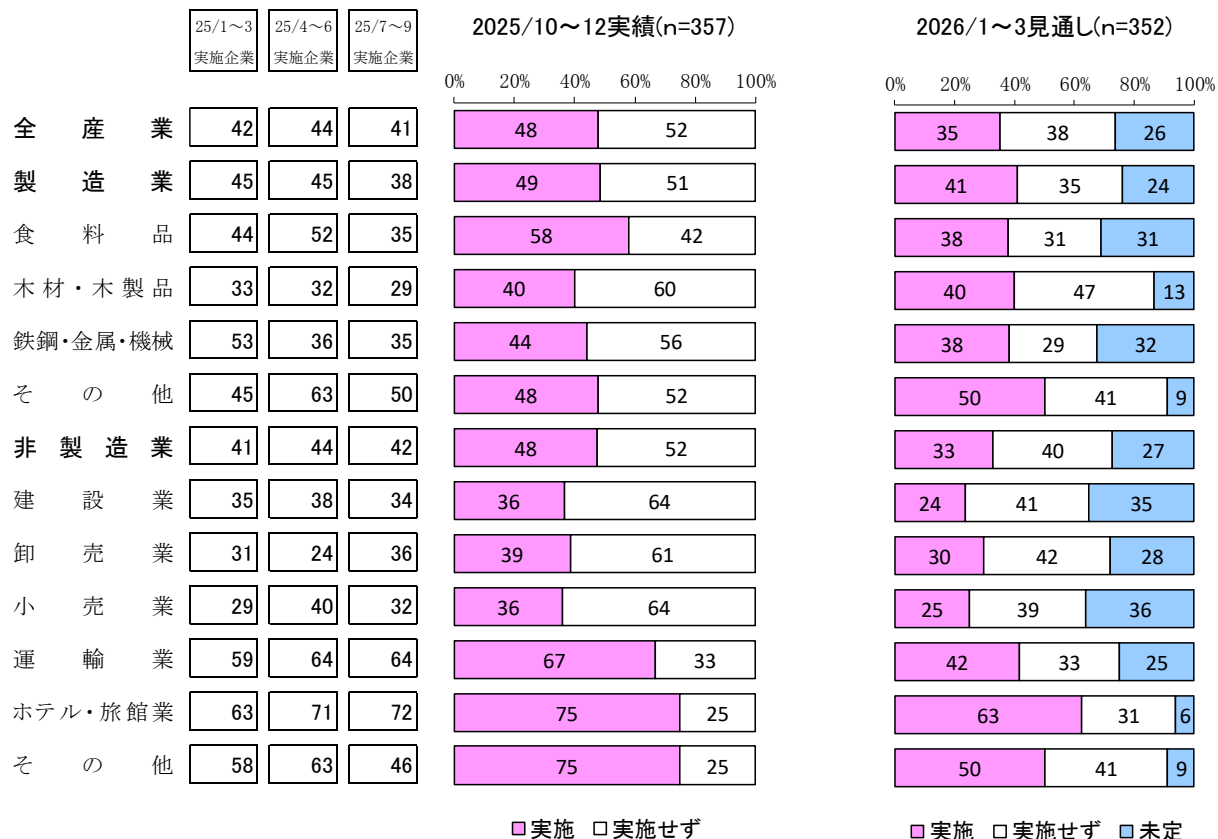 25/1～3 25/4～6 25/7～9 2025/10～12実績(n=357) 2026/1～3見通し(n=352)
実施企業 実施企業 実施企業
0% 20% 40% 60% 80% 100% 0% 20% 40% 60% 80% 100%
全産業 42 44 41 48 52 35 38 26
製造業 45 45 38 49 51 41 35 24
食料品 44 52 35 58 42 38 31 31
木材・木製品 33 32 29 40 60 40 47 13
鉄鋼・金属・機械 53 36 35 44 56 38 29 32
その他 45 63 50 48 52 50 41 9
非製造業 41 44 42 48 52 33 40 27
建設業 35 38 34 36 64 24 41 35
卸売業 31 24 36 39 61 30 42 28
小売業 29 40 32 36 64 25 39 36
運輸業 59 64 64 67 33 42 33 25
ホテル・旅館業 63 71 72 75 25 63 31 6
その他 58 63 46 75 25 50 41 9
実施 実施せず 実施 実施せず 未定